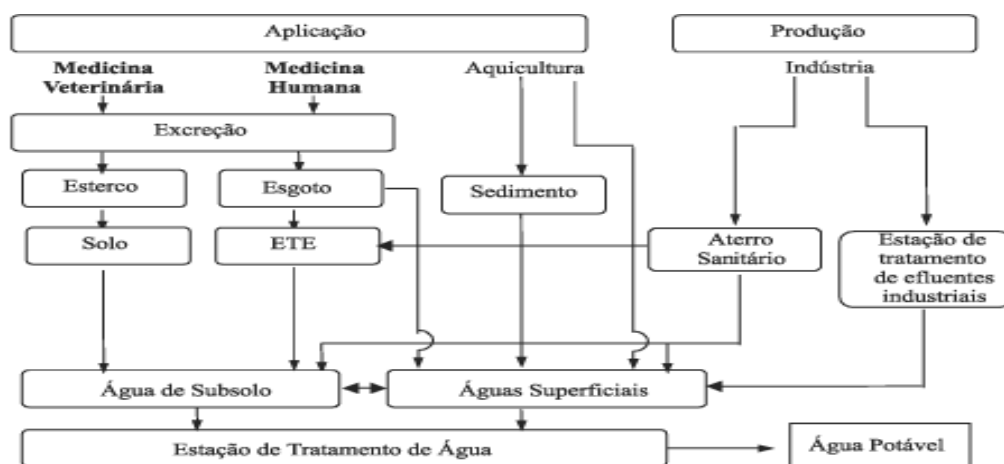 Aplicação
Produção
Medicina
Veterinária
Medicina
Humana
Aquicultura
Indústria
Excreção
Esterco
Esgoto
Sedimento
Solo
ETE
Aterro
Sanitário
Estação de
tratamento
de efluentes
industriais
Água de Subsolo
Águas Superficiais
Estação de Tratamento de Água
Água Potável